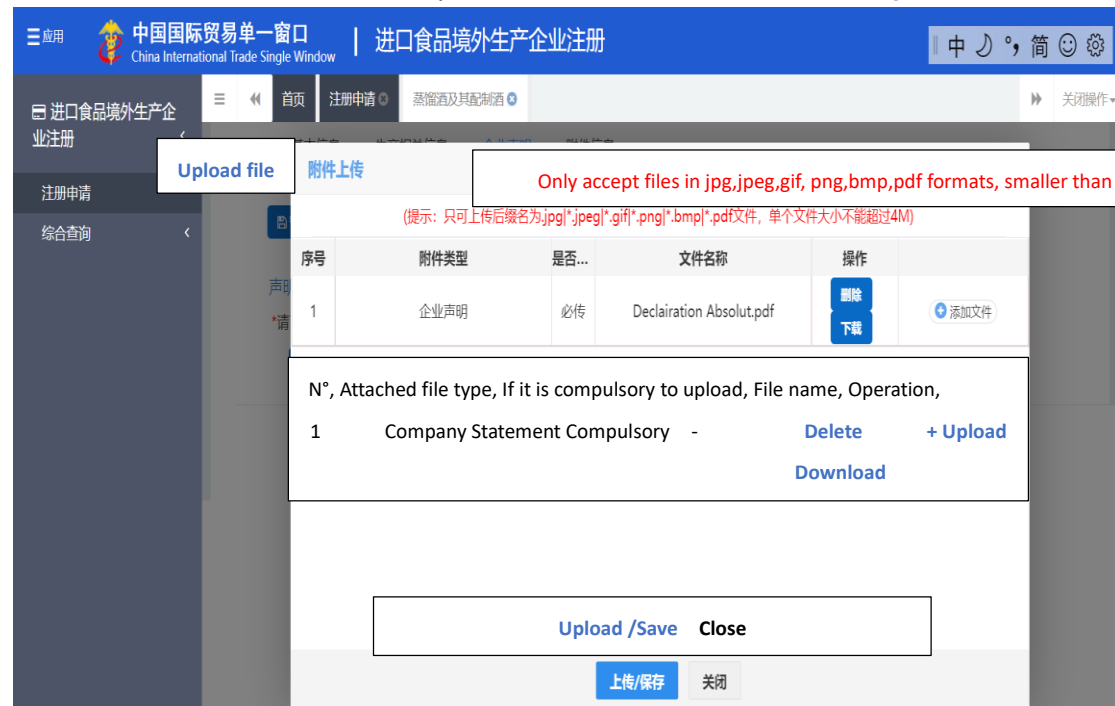 应用
中国国际贸易单一窗口
China International Trade Single Window
进口食品境外生产企业注册
中 简
进口食品境外生产企
业注册
注册申请
综合查询
首页 注册申请 蒸馏酒及其配制酒 关闭操作
Upload file
附件上传
Only accept files in jpg,jpeg,gif, png,bmp,pdf formats, smaller than
(提示：只可上传后缀名为.jpg|*.jpeg|*.gif|*.png|*.bmp|*.pdf文件，单个文件大小不能超过4M)
序号 附件类型 是否... 文件名称 操作
1 企业声明 必传 Declairation Absolut.pdf 删除 下载 添加文件
声明
*请
N°, Attached file type, If it is compulsory to upload, File name, Operation,
1 Company Statement Compulsory - Delete + Upload
Download
Upload /Save Close
上传/保存 关闭